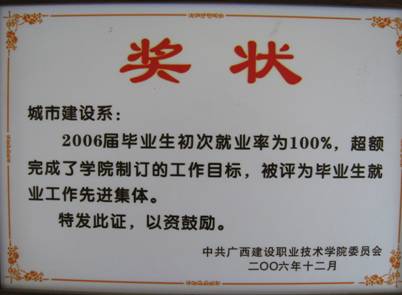 奖状
城市建设系：
2006届毕业生初次就业率为100%，超额
完成了学院制订的工作目标，被评为毕业生就
业工作先进集体。
特发此证，以资鼓励。
中共广西建设职业技术学院委员会
二〇〇六年十二月